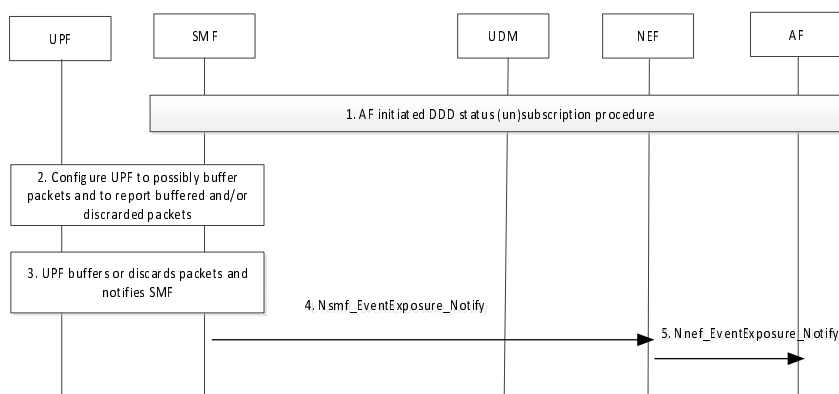 UPF
SMF
UDM
NEF
AF
1. AF initiated DDD status (un)subscription procedure
2. Configure UPF to possibly buffer
packets and to report buffered and/or
discrarded packets
3. UPF buffers or discards packets and
notifies SMF
4. Nsmf_EventExposure_Notify
5. Nnef_EventExposure_Notify